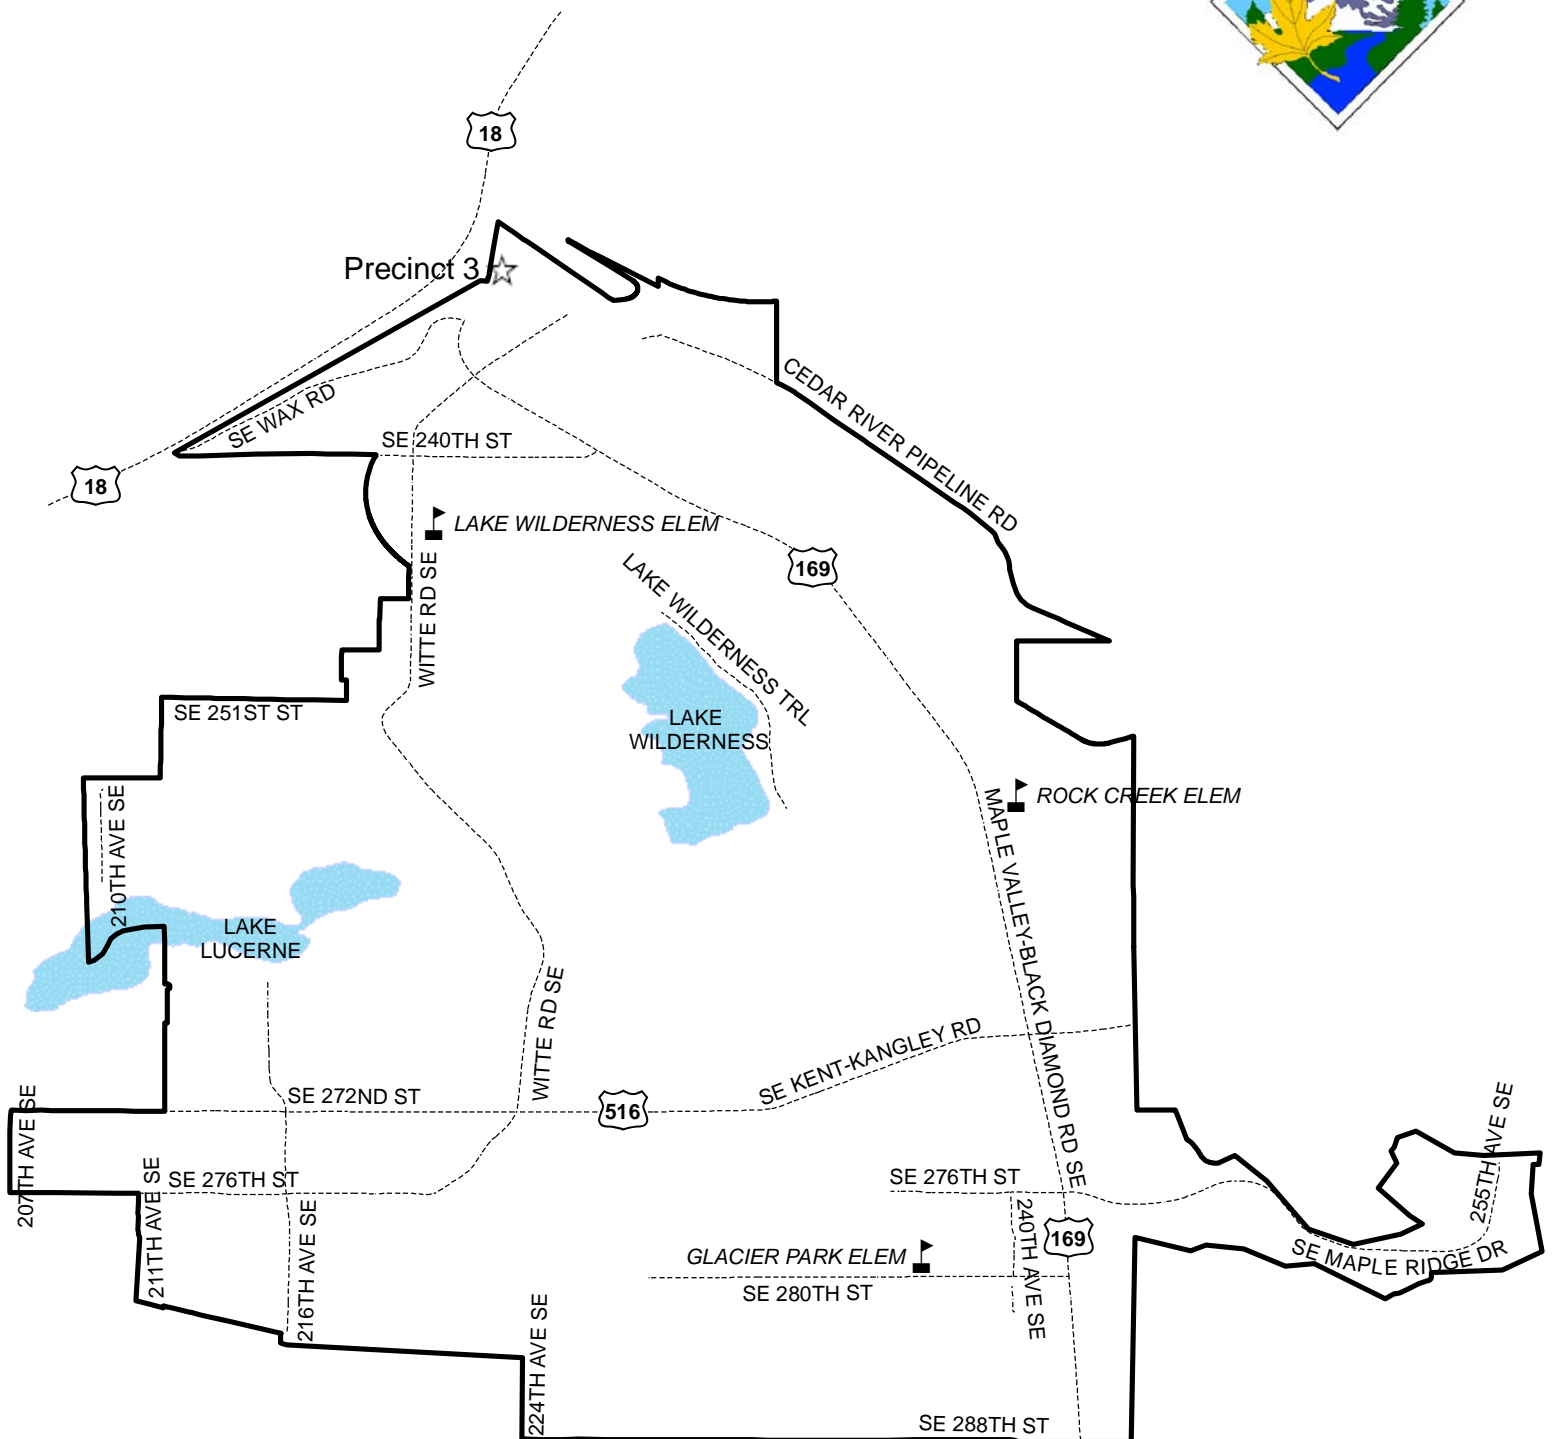 18
Precinct 3
CEDAR RIVER PIPELINE RD
SE WAX RD
SE 240TH ST
18
LAKE WILDERNESS ELEM
169
WITTE RD SE
LAKE WILDERNESS TRL
SE 251ST ST
LAKE
WILDERNESS
210TH AVE SE
ROCK CREEK ELEM
MAPLE VALLEY-BLACK DIAMOND RD SE
LAKE
LUCERNE
WITTE RD SE
SE KENT-KANGLEY RD
SE 272ND ST
516
207TH AVE SE
211TH AVE SE
SE 276TH ST
216TH AVE SE
SE 276TH ST
240TH AVE SE
169
255TH AVE SE
SE MAPLE RIDGE DR
GLACIER PARK ELEM
SE 280TH ST
224TH AVE SE
SE 288TH ST